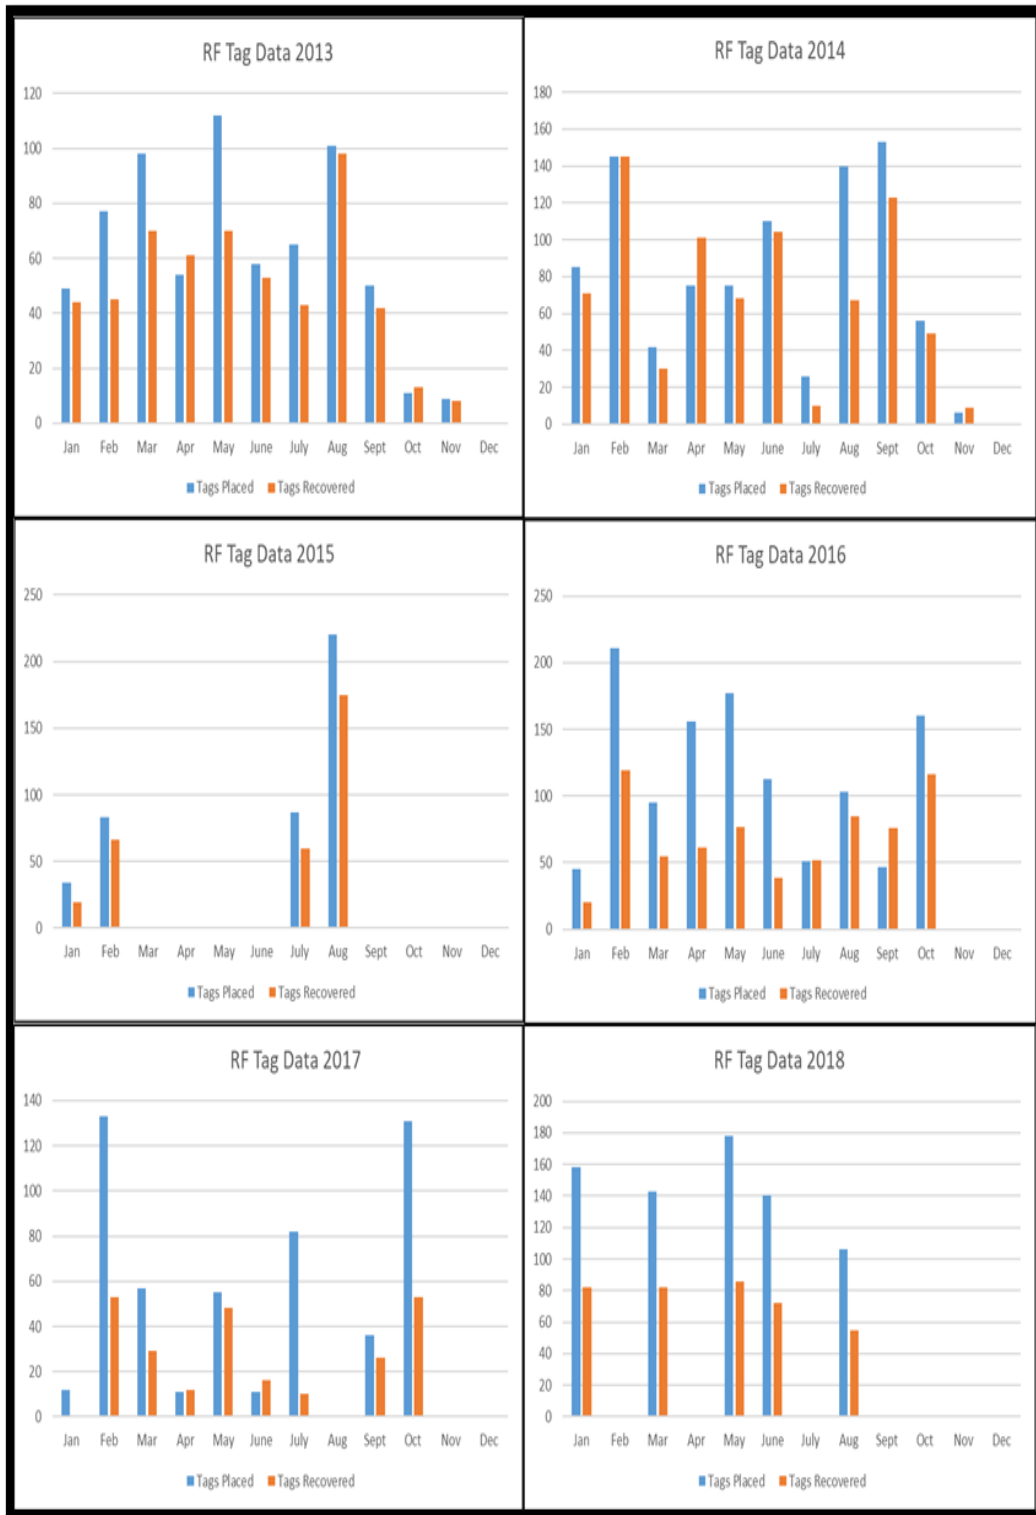 RF Tag Data 2013
120
100
80
60
40
20
0
Jan Feb Mar Apr May June July Aug Sept Oct Nov Dec
Tags Placed Tags Recovered
RF Tag Data 2014
180
160
140
120
100
80
60
40
20
0
Jan Feb Mar Apr May June July Aug Sept Oct Nov Dec
Tags Placed Tags Recovered
RF Tag Data 2015
250
200
150
100
50
0
Jan Feb Mar Apr May June July Aug Sept Oct Nov Dec
Tags Placed Tags Recovered
RF Tag Data 2016
250
200
150
100
50
0
Jan Feb Mar Apr May June July Aug Sept Oct Nov Dec
Tags Placed Tags Recovered
RF Tag Data 2017
140
120
100
80
60
40
20
0
Jan Feb Mar Apr May June July Aug Sept Oct Nov Dec
Tags Placed Tags Recovered
RF Tag Data 2018
200
180
160
140
120
100
80
60
40
20
0
Jan Feb Mar Apr May June July Aug Sept Oct Nov Dec
Tags Placed Tags Recovered